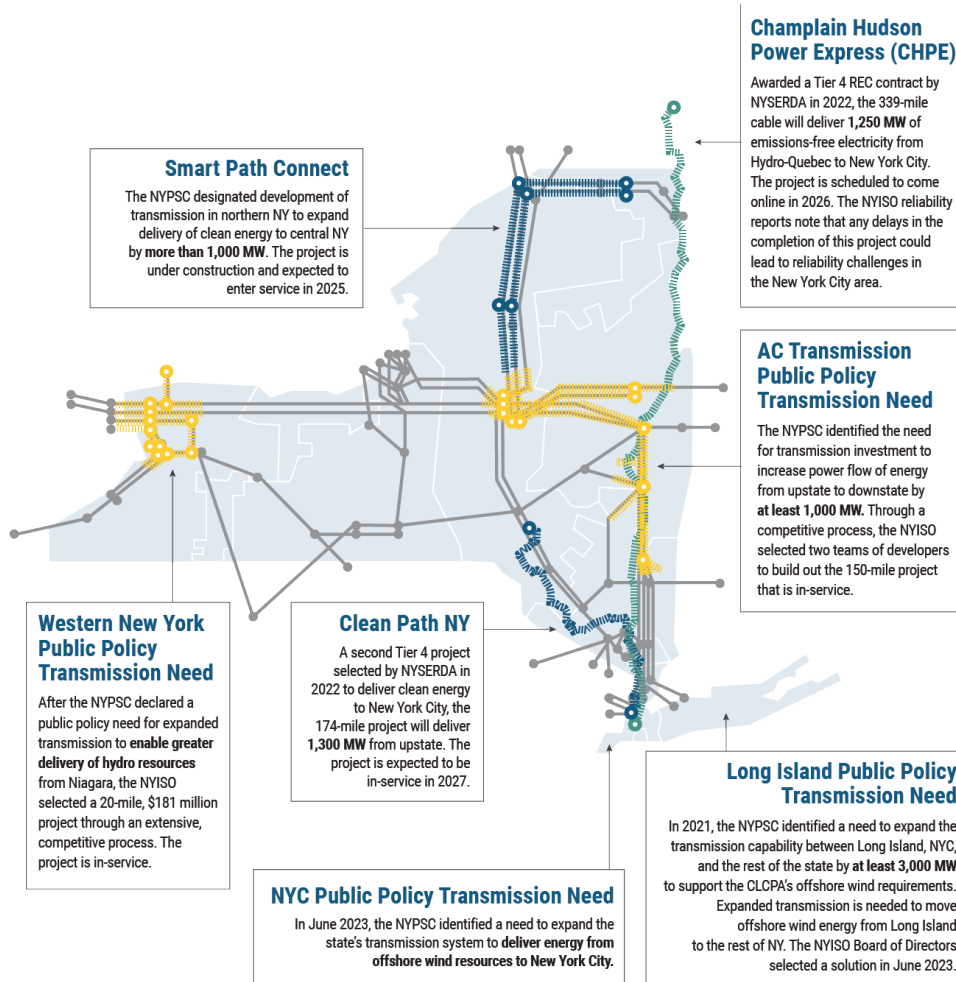 Champlain Hudson
Power Express (CHPE)
Awarded a Tier 4 REC contract by
NYSERDA in 2022, the 339-mile
cable will deliver 1,250 MW of
emissions-free electricity from
Hydro-Quebec to New York City.
The project is scheduled to come
online in 2026. The NYISO reliability
reports note that any delays in the
completion of this project could
lead to reliability challenges in
the New York City area.
Smart Path Connect
The NYPSC designated development of
transmission in northern NY to expand
delivery of clean energy to central NY
by more than 1,000 MW. The project is
under construction and expected to
enter service in 2025.
AC Transmission
Public Policy
Transmission Need
The NYPSC identified the need
for transmission investment to
increase power flow of energy
from upstate to downstate by
at least 1,000 MW. Through a
competitive process, the NYISO
selected two teams of developers
to build out the 150-mile project
that is in-service.
Western New York
Public Policy
Transmission Need
After the NYPSC declared a
public policy need for expanded
transmission to enable greater
delivery of hydro resources
from Niagara, the NYISO
selected a 20-mile, $181 million
project through an extensive,
competitive process. The
project is in-service.
Clean Path NY
A second Tier 4 project
selected by NYSERDA in
2022 to deliver clean energy
to New York City, the
174-mile project will deliver
1,300 MW from upstate. The
project is expected to be
in-service in 2027.
Long Island Public Policy
Transmission Need
In 2021, the NYPSC identified a need to expand the
transmission capability between Long Island, NYC,
and the rest of the state by at least 3,000 MW
to support the CLCPA's offshore wind requirements.
Expanded transmission is needed to move
offshore wind energy from Long Island
to the rest of NY. The NYISO Board of Directors
selected a solution in June 2023.
NYC Public Policy Transmission Need
In June 2023, the NYPSC identified a need to expand the
state's transmission system to deliver energy from
offshore wind resources to New York City.